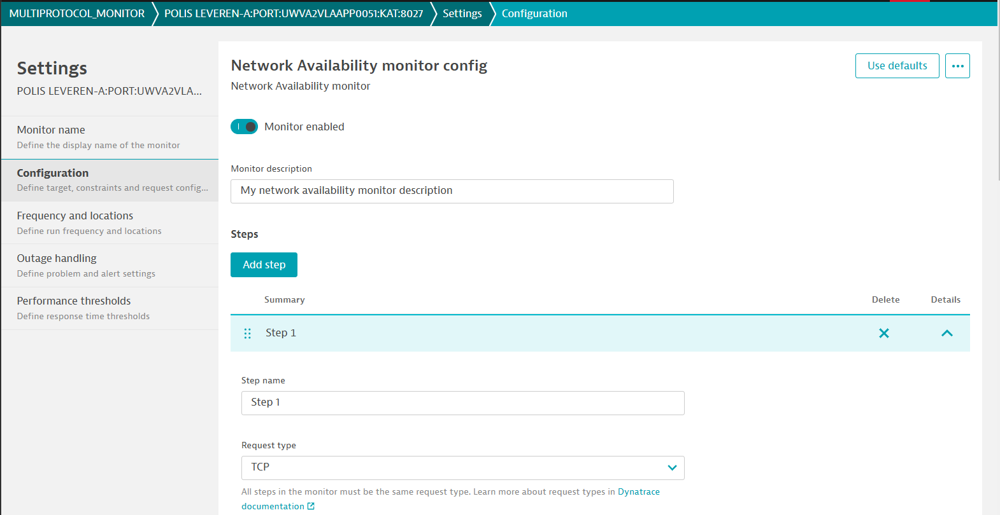 MULTIPROTOCOL_MONITOR POLIS LEVEREN-A:PORT:UWVA2VLAAPP0051:KAT:8027 Settings Configuration
Settings
POLIS LEVEREN-A:PORT:UWVA2VLA...
Monitor name
Define the display name of the monitor
Configuration
Define target, constraints and request config...
Frequency and locations
Define run frequency and locations
Outage handling
Define problem and alert settings
Performance thresholds
Define response time thresholds
Network Availability monitor config
Network Availability monitor
Use defaults
Monitor enabled
Monitor description
My network availability monitor description
Steps
Add step
Summary Delete Details
Step 1
Step name
Step 1
Request type
TCP
All steps in the monitor must be the same request type. Learn more about request types in Dynatrace
documentation